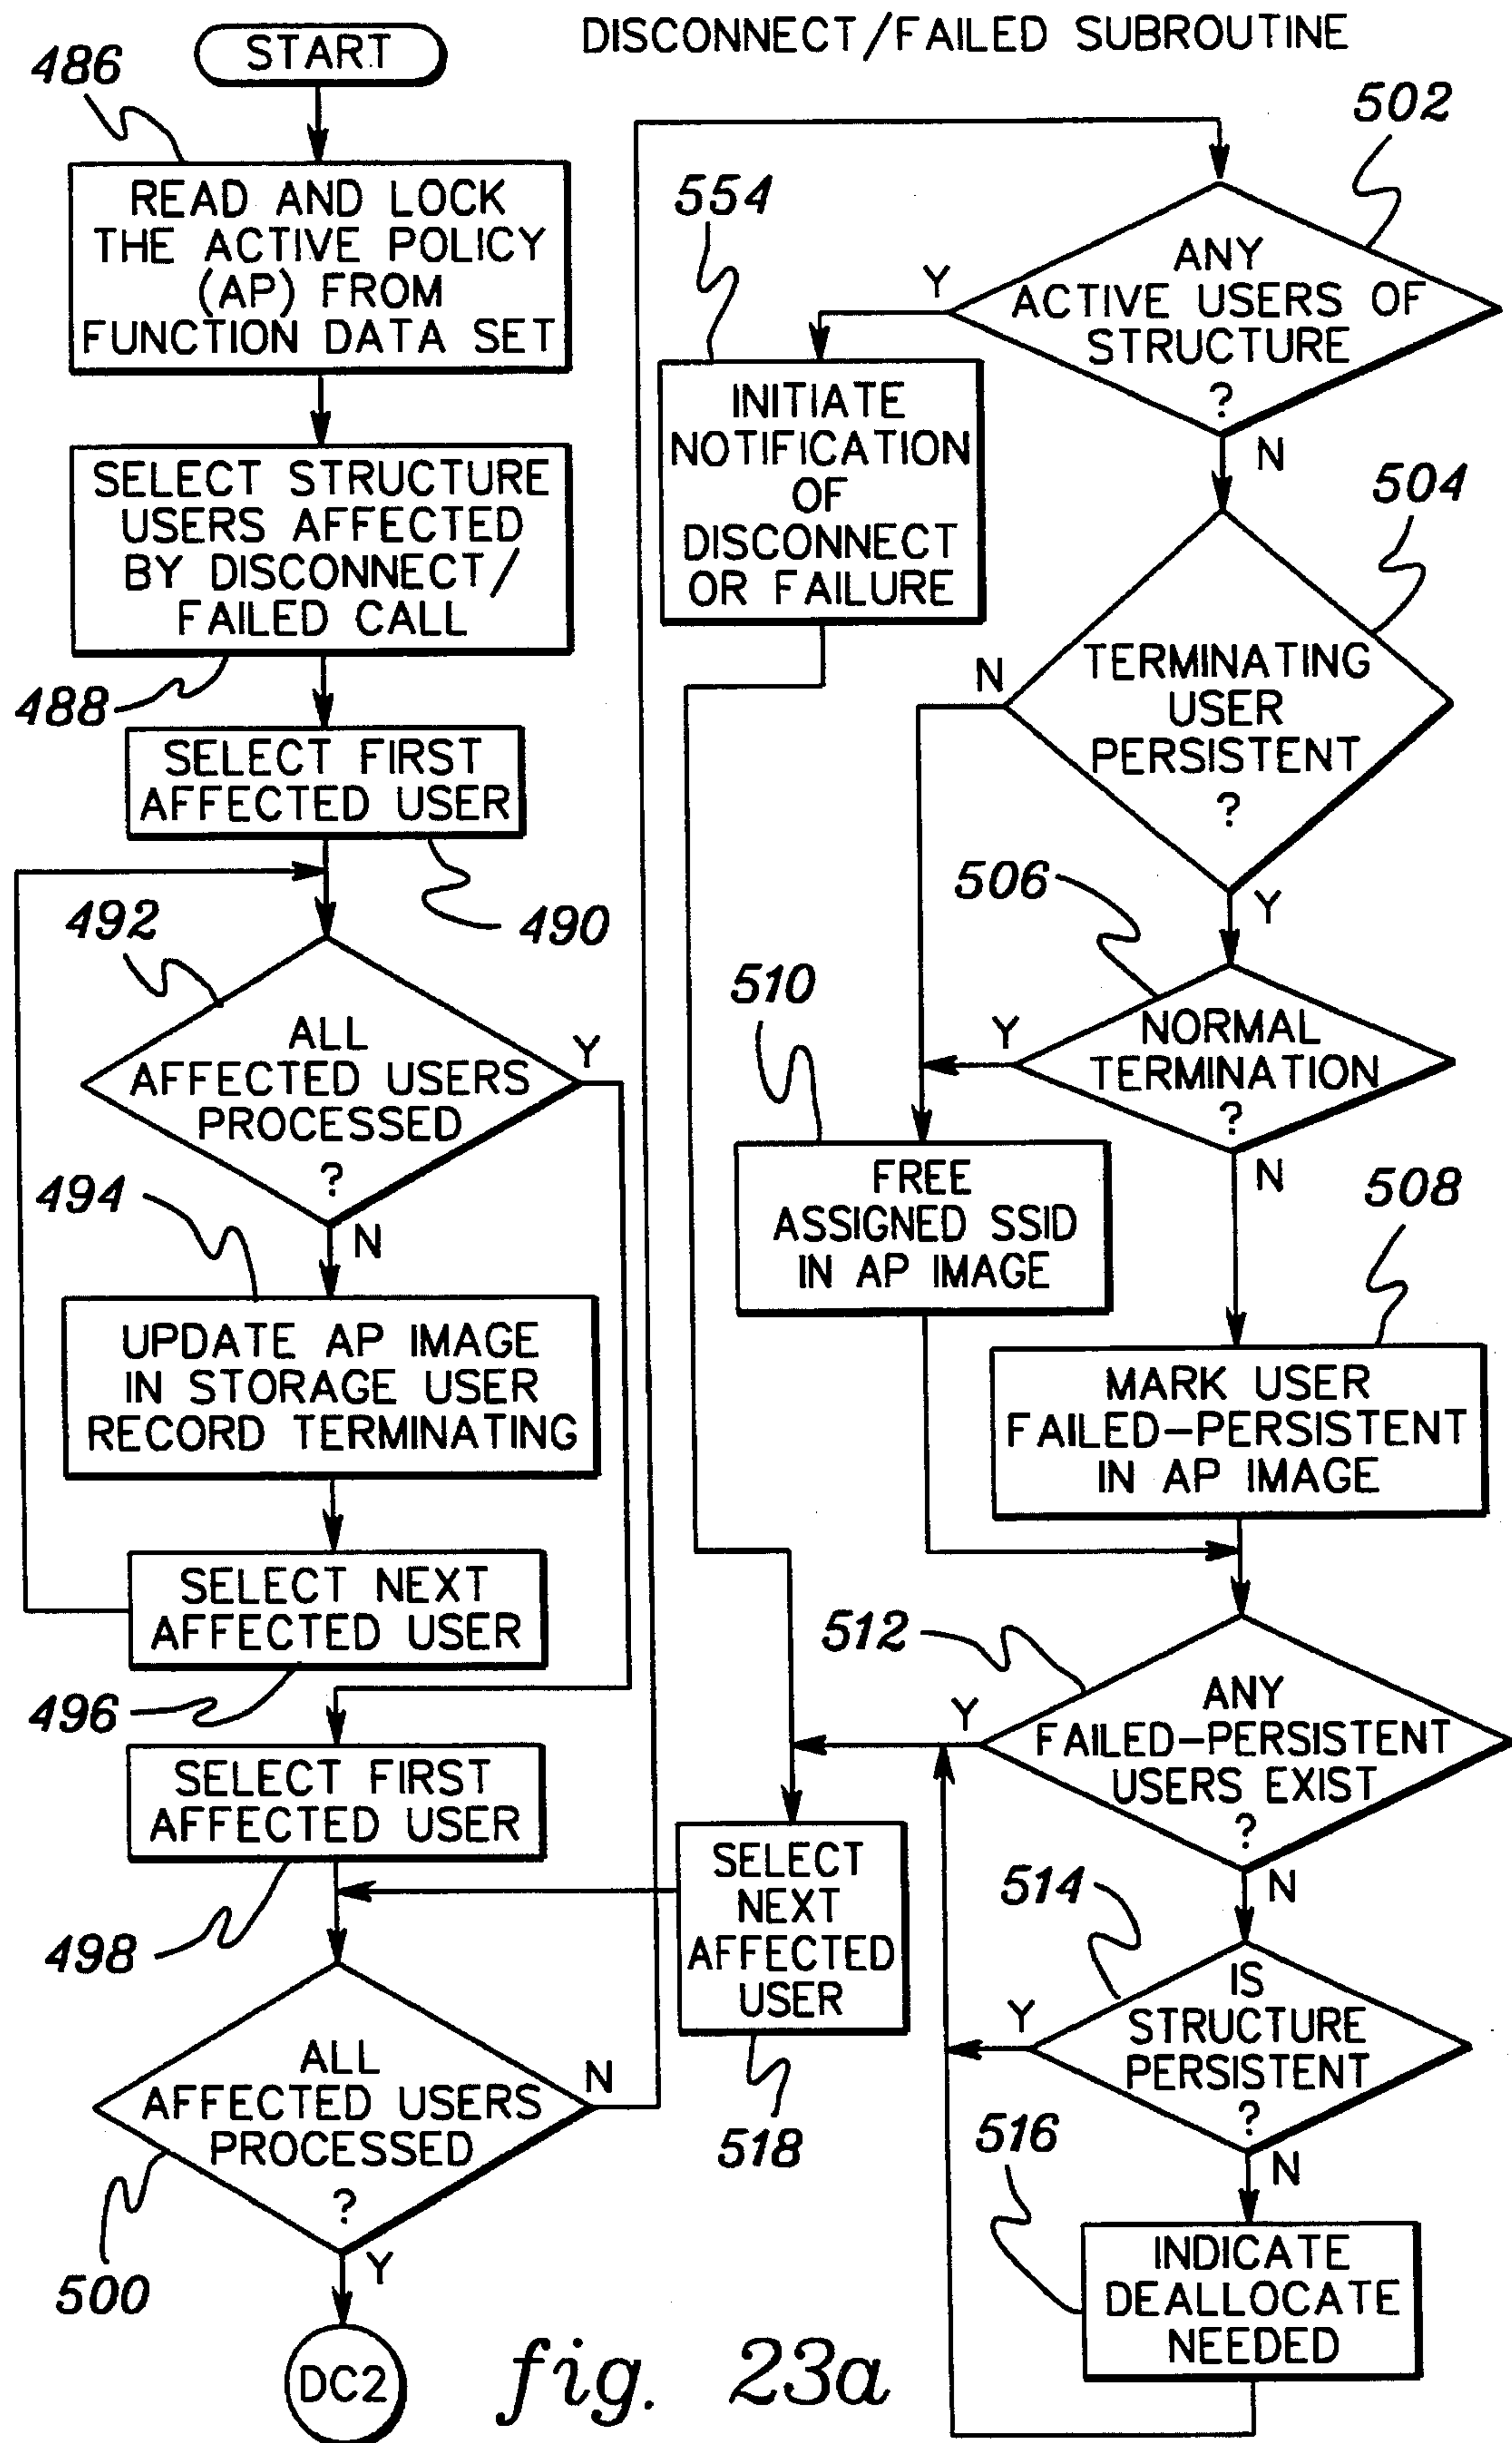 DISCONNECT/FAILED SUBROUTINE
START
486
READ AND LOCK
THE ACTIVE POLICY
(AP) FROM
FUNCTION DATA SET
SELECT STRUCTURE
USERS AFFECTED
BY DISCONNECT/
FAILED CALL
488
SELECT FIRST
AFFECTED USER
490
492
ALL
AFFECTED USERS
PROCESSED
?
Y
N
494
UPDATE AP IMAGE
IN STORAGE USER
RECORD TERMINATING
SELECT NEXT
AFFECTED USER
496
SELECT FIRST
AFFECTED USER
498
ALL
AFFECTED USERS
PROCESSED
?
N
Y
500
DC2
502
ANY
ACTIVE USERS OF
STRUCTURE
?
Y
N
554
INITIATE
NOTIFICATION
OF
DISCONNECT
OR FAILURE
504
TERMINATING
USER
PERSISTENT
?
N
Y
506
NORMAL
TERMINATION
?
Y
N
510
FREE
ASSIGNED SSID
IN AP IMAGE
508
MARK USER
FAILED-PERSISTENT
IN AP IMAGE
512
ANY
FAILED-PERSISTENT
USERS EXIST
?
Y
N
SELECT
NEXT
AFFECTED
USER
518
514
IS
STRUCTURE
PERSISTENT
?
Y
N
516
INDICATE
DEALLOCATE
NEEDED
fig. 23a